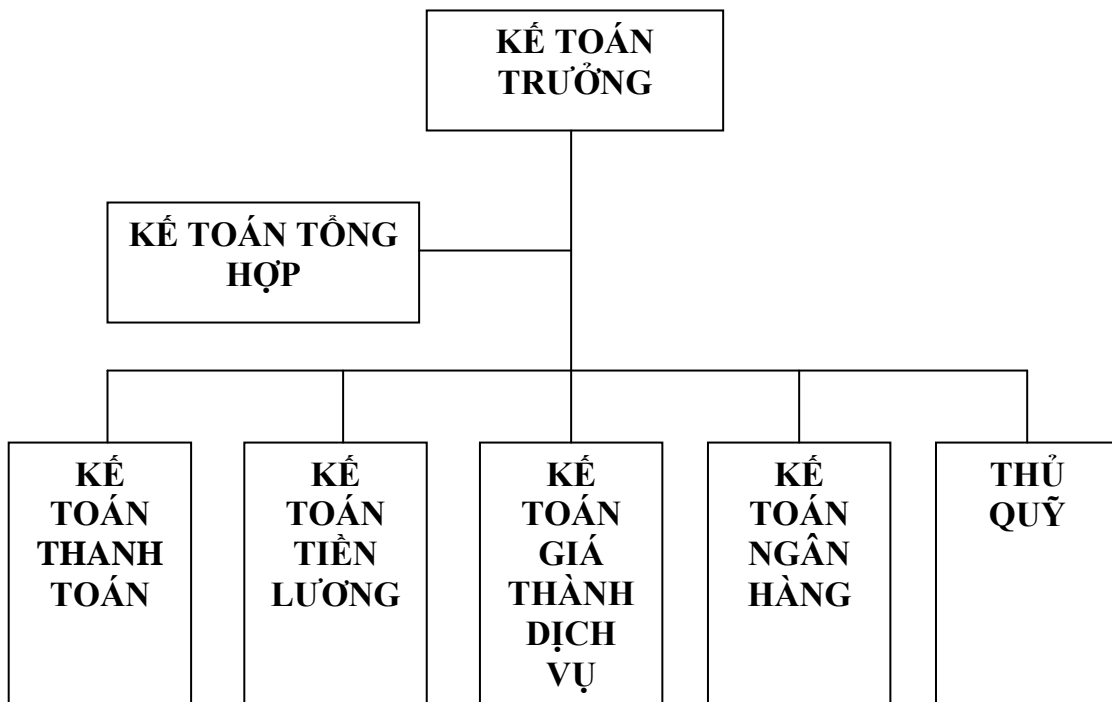 KẾ TOÁN
TRƯỞNG
KẾ TOÁN TỔNG
HỢP
KẾ
TOÁN
THANH
TOÁN
KẾ
TOÁN
TIỀN
LƯƠNG
KẾ
TOÁN
GIÁ
THÀNH
DỊCH
VỤ
KẾ
TOÁN
NGÂN
HÀNG
THỦ
QUỸ